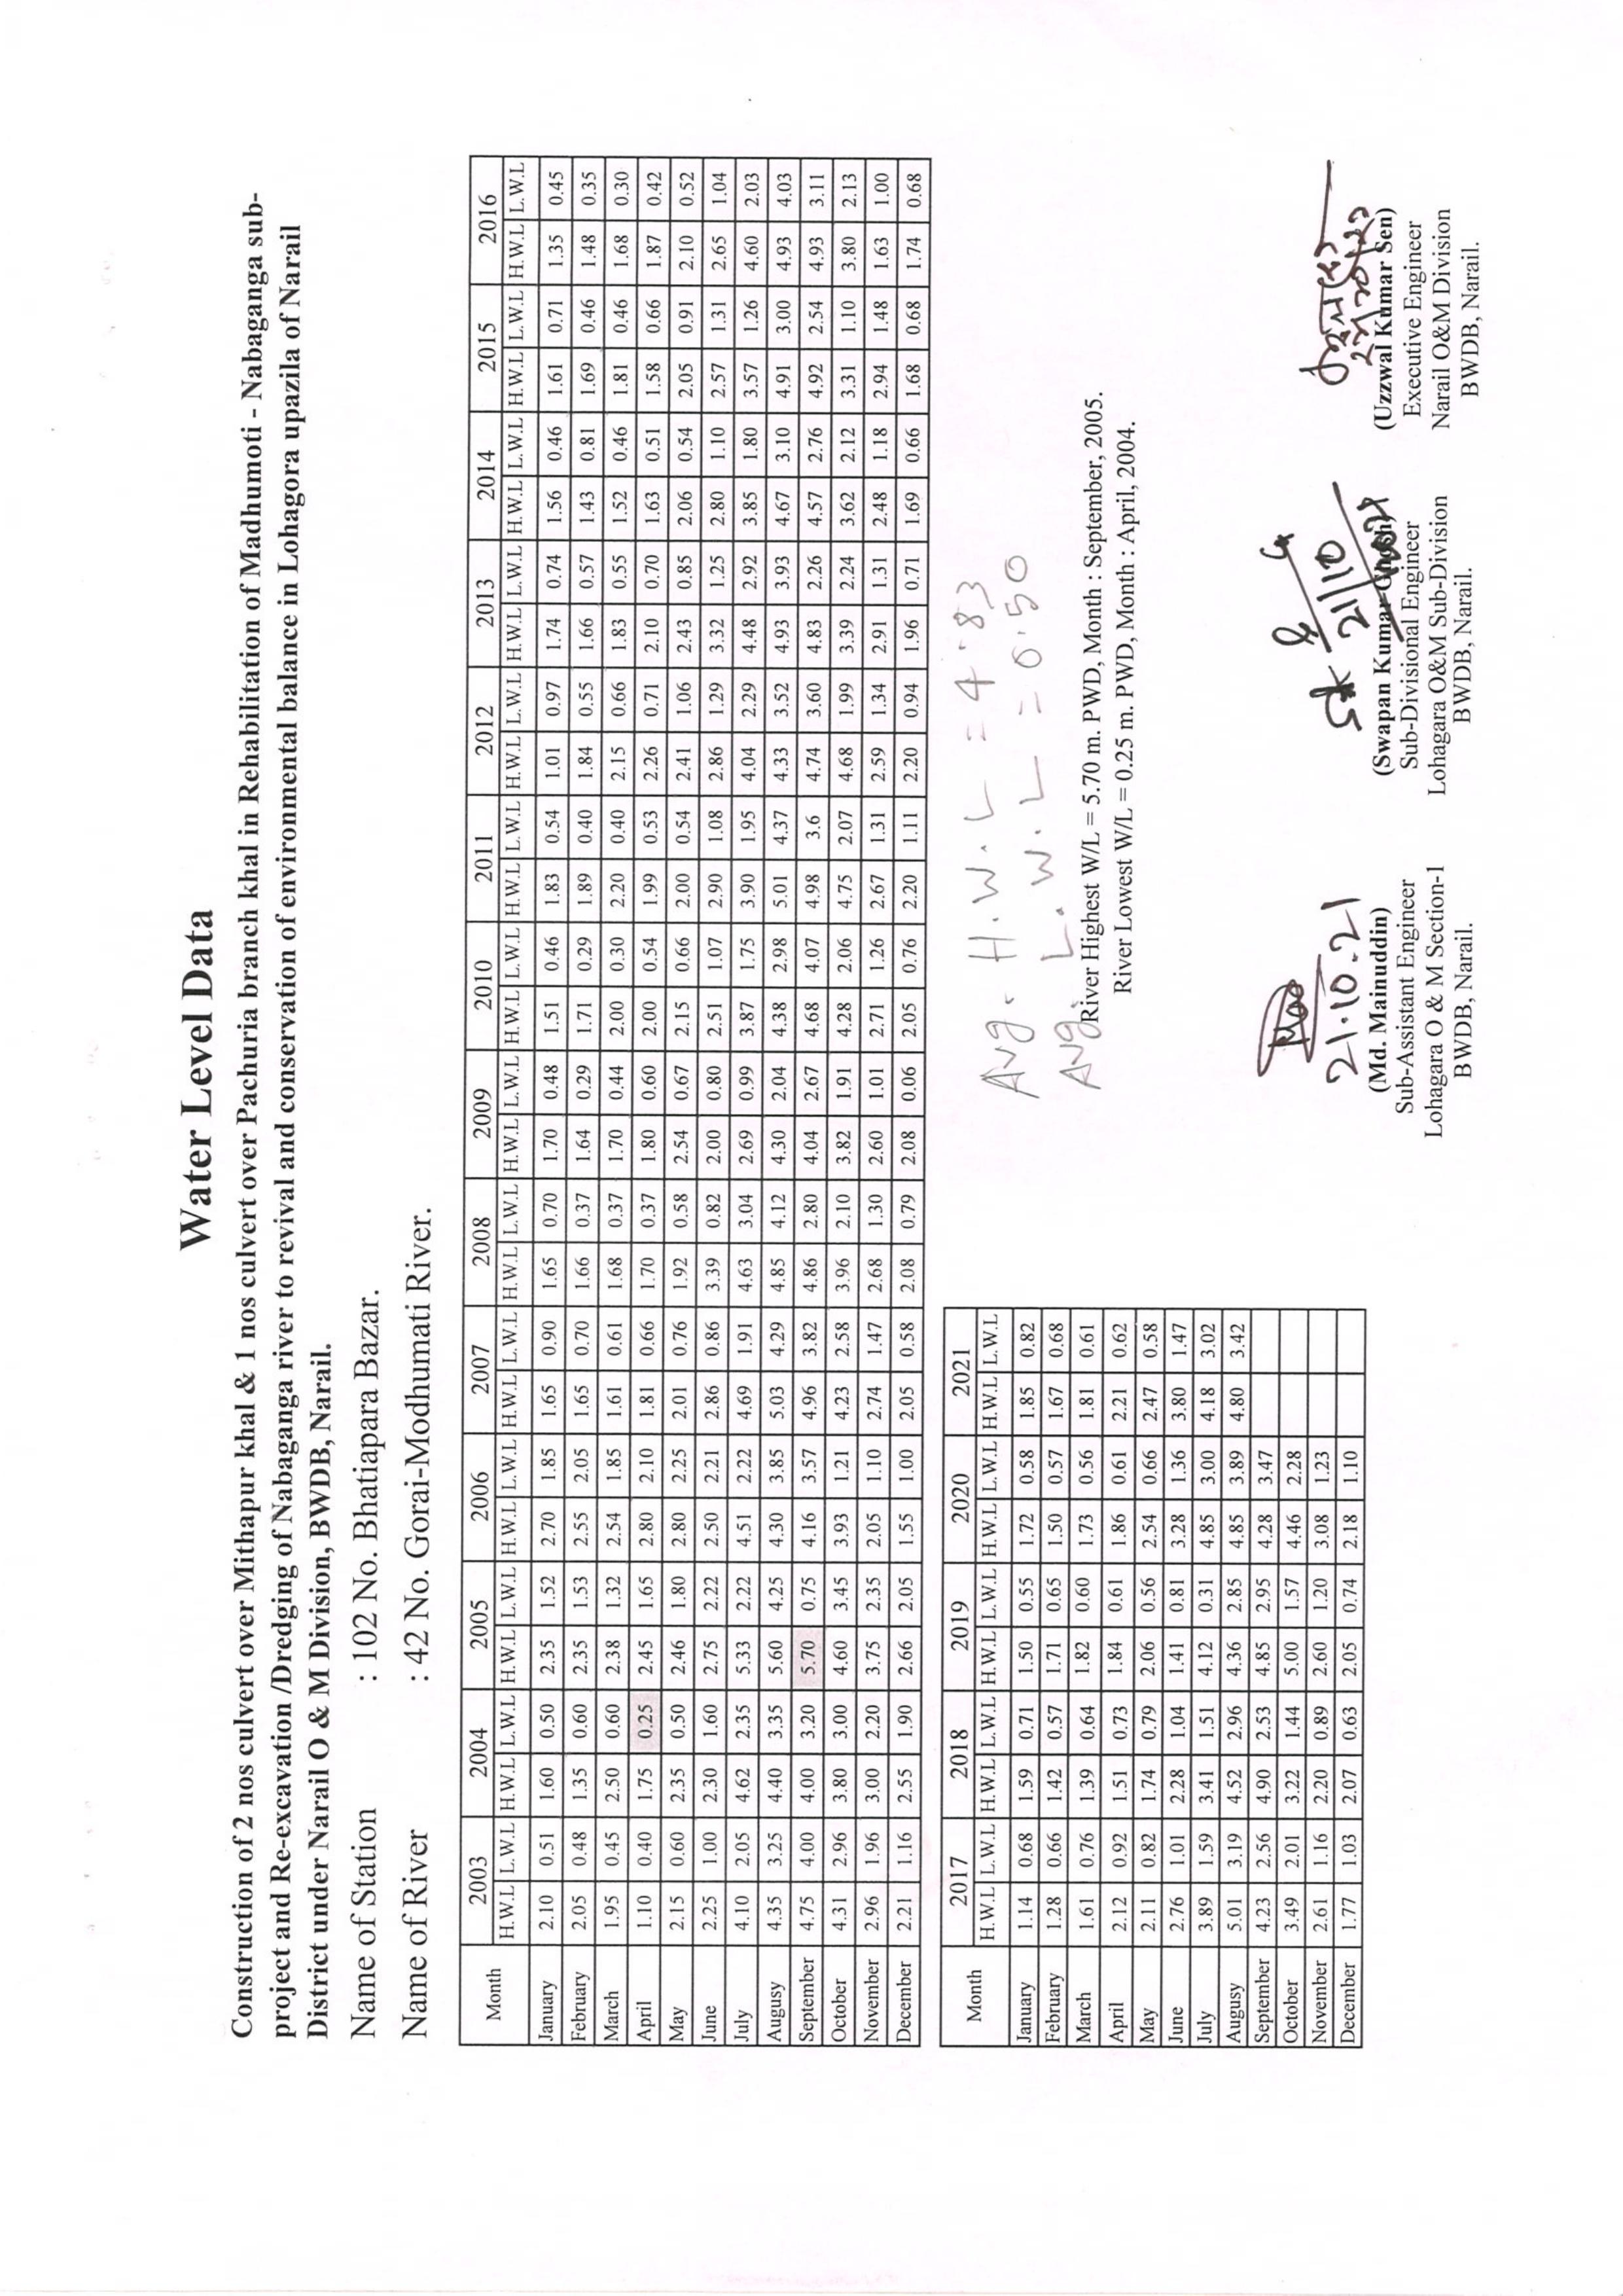 Water Level Data
Construction of 2 nos culvert over Mithapur khal & 1 nos culvert over Pachuria branch khal in Rehabilitation of Madhumoti - Nabaganga sub-
project and Re-excavation /Dredging of Nabaganga river to revival and conservation of environmental balance in Lohagora upazila of Narail
District under Narail O & M Division, BWDB, Narail.
Name of Station : 102 No. Bhatiapara Bazar.
Name of River : 42 No. Gorai-Modhumati River.
Month 2003 2004 2005 2006 2007 2008 2009 2010 2011 2012 2013 2014 2015 2016
H.W.L L.W.L H.W.L L.W.L H.W.L L.W.L H.W.L L.W.L H.W.L L.W.L H.W.L L.W.L H.W.L L.W.L H.W.L L.W.L H.W.L L.W.L H.W.L L.W.L H.W.L L.W.L H.W.L L.W.L H.W.L L.W.L H.W.L L.W.L
January 2.10 0.51 1.60 0.50 2.35 1.52 2.70 1.85 1.65 0.90 1.65 0.70 1.70 0.48 1.51 0.46 1.83 0.54 1.01 0.97 1.74 0.74 1.56 0.46 1.61 0.71 1.35 0.45
February 2.05 0.48 1.35 0.60 2.35 1.53 2.55 2.05 1.65 0.70 1.66 0.37 1.64 0.29 1.71 0.29 1.89 0.40 1.84 0.55 1.66 0.57 1.43 0.81 1.69 0.46 1.48 0.35
March 1.95 0.45 2.50 0.60 2.38 1.32 2.54 1.85 1.61 0.61 1.68 0.37 1.70 0.44 2.00 0.30 2.20 0.40 2.15 0.66 1.83 0.55 1.52 0.46 1.81 0.46 1.68 0.30
April 1.10 0.40 1.75 0.25 2.45 1.65 2.80 2.10 1.81 0.66 1.70 0.37 1.80 0.60 2.00 0.54 1.99 0.53 2.26 0.71 2.10 0.70 1.63 0.51 1.58 0.66 1.87 0.42
May 2.15 0.60 2.35 0.50 2.46 1.80 2.80 2.25 2.01 0.76 1.92 0.58 2.54 0.67 2.15 0.66 2.00 0.54 2.41 1.06 2.43 0.85 2.06 0.54 2.05 0.91 2.10 0.52
June 2.25 1.00 2.30 1.60 2.75 2.22 2.50 2.21 2.86 0.86 3.39 0.82 2.00 0.80 2.51 1.07 2.90 1.08 2.86 1.29 3.32 1.25 2.80 1.10 2.57 1.31 2.65 1.04
July 4.10 2.05 4.62 2.35 5.33 2.22 4.51 2.22 4.69 1.91 4.63 3.04 2.69 0.99 3.87 1.75 3.90 1.95 4.04 2.29 4.48 2.92 3.85 1.80 3.57 1.26 4.60 2.03
Augusy 4.35 3.25 4.40 3.35 5.60 4.25 4.30 3.85 5.03 4.29 4.85 4.12 4.30 2.04 4.38 2.98 5.01 4.37 4.33 3.52 4.93 3.93 4.67 3.10 4.91 3.00 4.93 4.03
September 4.75 4.00 4.00 3.20 5.70 0.75 4.16 3.57 4.96 3.82 4.86 2.80 4.04 2.67 4.68 4.07 4.98 3.6 4.74 3.60 4.83 2.26 4.57 2.76 4.92 2.54 4.93 3.11
October 4.31 2.96 3.80 3.00 4.60 3.45 3.93 1.21 4.23 2.58 3.96 2.10 3.82 1.91 4.28 2.06 4.75 2.07 4.68 1.99 3.39 2.24 3.62 2.12 3.31 1.10 3.80 2.13
November 2.96 1.96 3.00 2.20 3.75 2.35 2.05 1.10 2.74 1.47 2.68 1.30 2.60 1.01 2.71 1.26 2.67 1.31 2.59 1.34 2.91 1.31 2.48 1.18 2.94 1.48 1.63 1.00
December 2.21 1.16 2.55 1.90 2.66 2.05 1.55 1.00 2.05 0.58 2.08 0.79 2.08 0.06 2.05 0.76 2.20 1.11 2.20 0.94 1.96 0.71 1.69 0.66 1.68 0.68 1.74 0.68
Month 2017 2018 2019 2020 2021
H.W.L L.W.L H.W.L L.W.L H.W.L L.W.L H.W.L L.W.L H.W.L L.W.L
January 1.14 0.68 1.59 0.71 1.50 0.55 1.72 0.58 1.85 0.82
February 1.28 0.66 1.42 0.57 1.71 0.65 1.50 0.57 1.67 0.68
March 1.61 0.76 1.39 0.64 1.82 0.60 1.73 0.56 1.81 0.61
April 2.12 0.92 1.51 0.73 1.84 0.61 1.86 0.61 2.21 0.62
May 2.11 0.82 1.74 0.79 2.06 0.56 2.54 0.66 2.47 0.58
June 2.76 1.01 2.28 1.04 1.41 0.81 3.28 1.36 3.80 1.47
July 3.89 1.59 3.41 1.51 4.12 0.31 4.85 3.00 4.18 3.02
Augusy 5.01 3.19 4.52 2.96 4.36 2.85 4.85 3.89 4.80 3.42
September 4.23 2.56 4.90 2.53 4.85 2.95 4.28 3.47
October 3.49 2.01 3.22 1.44 5.00 1.57 4.46 2.28
November 2.61 1.16 2.20 0.89 2.60 1.20 3.08 1.23
December 1.77 1.03 2.07 0.63 2.05 0.74 2.18 1.10
Avg. H.W.L = 4.83
Avg. L.W.L = 0.50
River Highest W/L = 5.70 m. PWD, Month : September, 2005.
River Lowest W/L = 0.25 m. PWD, Month : April, 2004.
21.10.21
(Md. Mainuddin)
Sub-Assistant Engineer
Lohagara O & M Section-1
BWDB, Narail.
21/10
(Swapan Kumar Ghosh)
Sub-Divisional Engineer
Lohagara O&M Sub-Division
BWDB, Narail.
(Uzzwal Kumar Sen)
Executive Engineer
Narail O&M Division
BWDB, Narail.